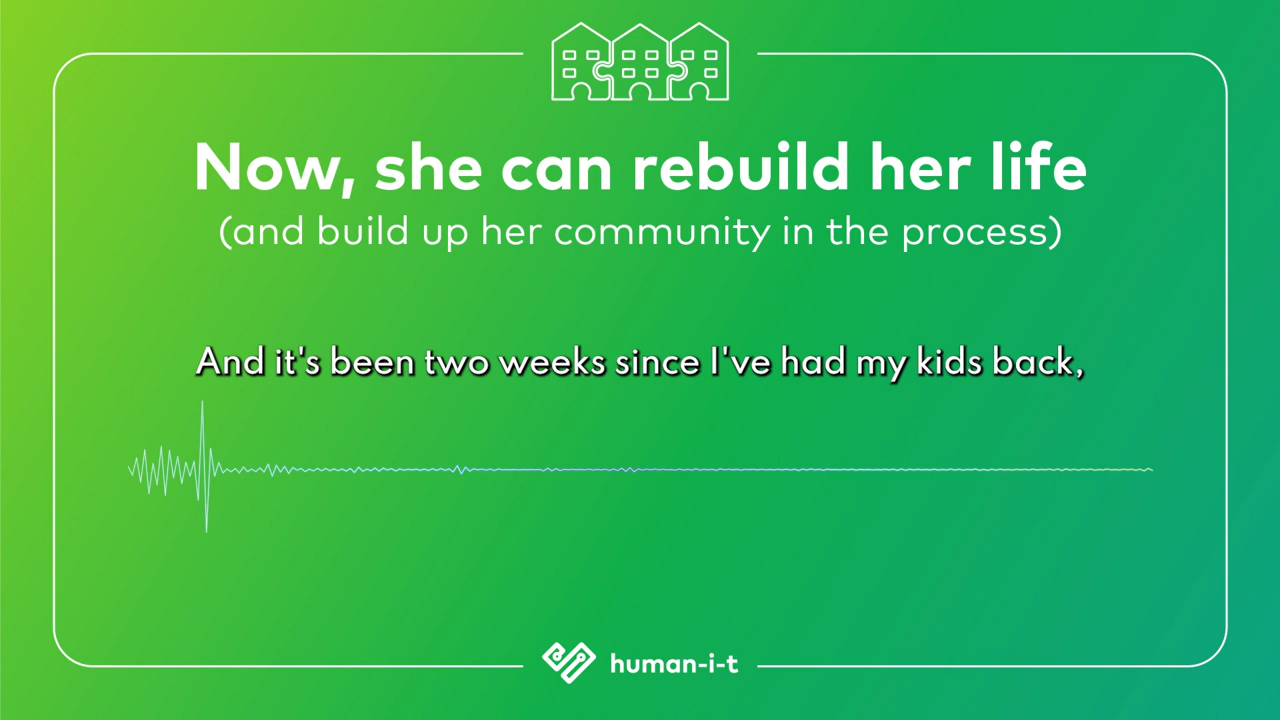 Now, she can rebuild her life
(and build up her community in the process)
And it's been two weeks since I've had my kids back,
human-i-t